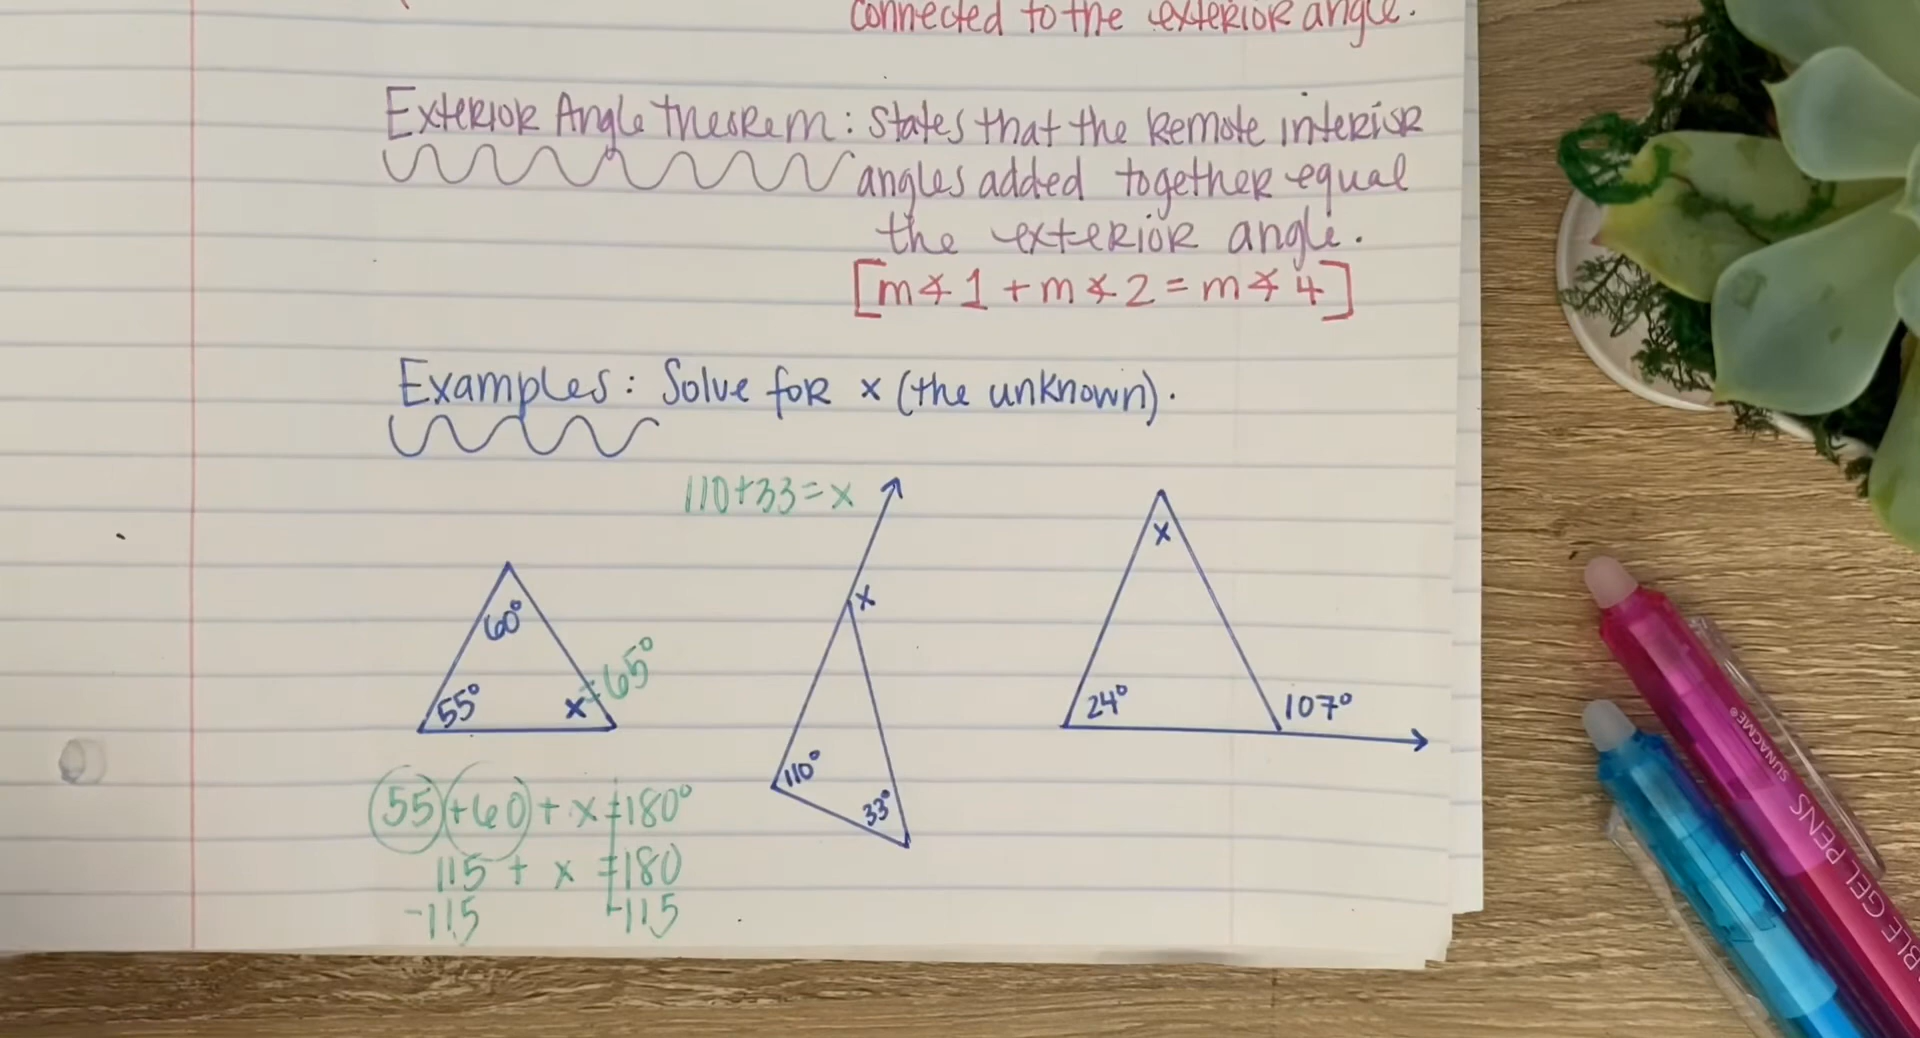 connected to the exterior angle.
Exterior Angle Theorem: States that the remote interior
angles added together equal
the exterior angle.
[m∡1 + m∡2 = m∡4]
Examples: Solve for x (the unknown).
110+33=x
x
60°
x
=65°
55°
x
24°
107°
110°
33°
55+60+x=180°
115 + x =180
-115 -115
SUNACME®
BLE GEL PENS